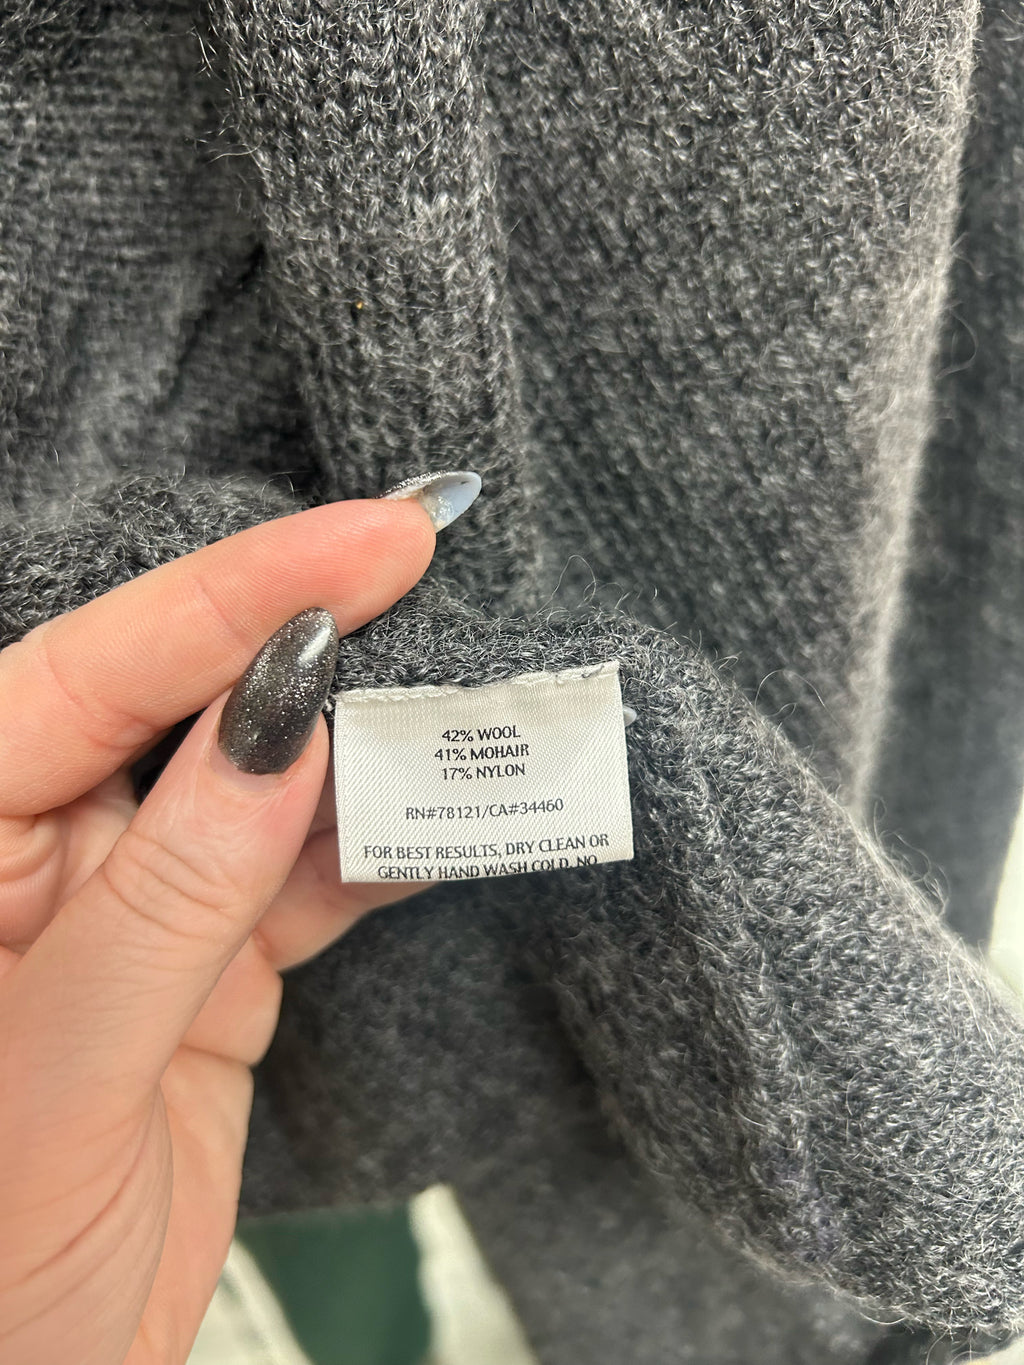 42% WOOL
41% MOHAIR
17% NYLON
RN#78121/CA#34460
FOR BEST RESULTS, DRY CLEAN OR
GENTLY HAND WASH COLD, NO